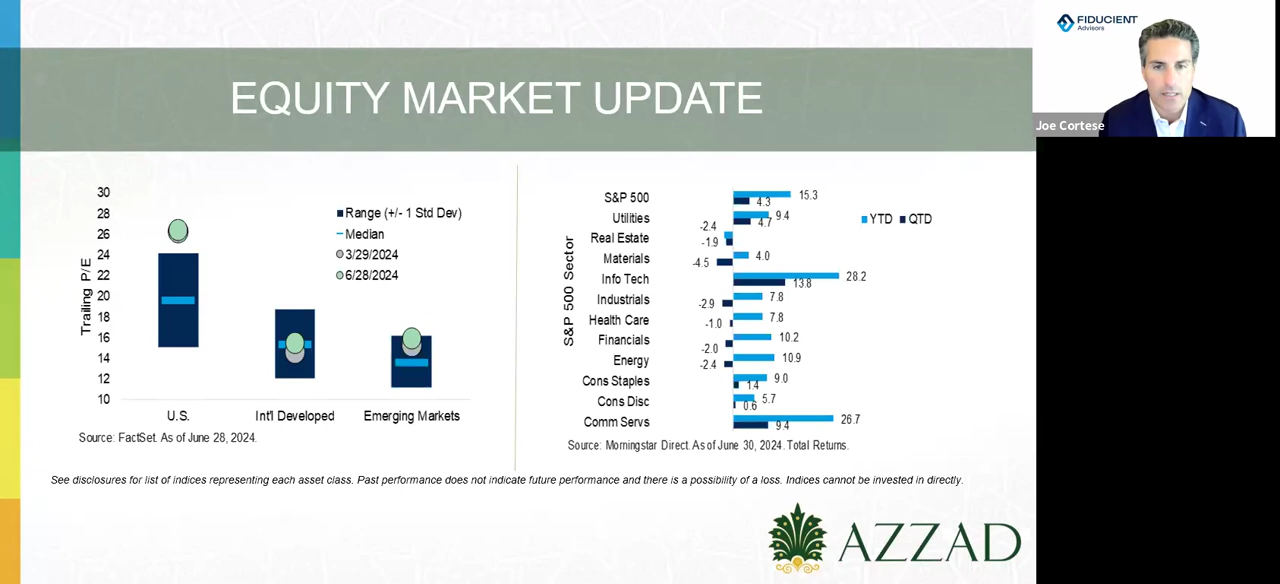 FIDUCIENT
Advisors
Joe Cortese
EQUITY MARKET UPDATE
Trailing P/E
30
28
26
24
22
20
18
16
14
12
10
Range (+/- 1 Std Dev)
Median
3/29/2024
6/28/2024
U.S.
Int'l Developed
Emerging Markets
Source: FactSet. As of June 28, 2024.
S&P 500 Sector
S&P 500 15.3 4.3
Utilities 9.4 4.7
Real Estate -2.4 -1.9
Materials 4.0 -4.5
Info Tech 28.2 13.8
Industrials 7.8 -2.9
Health Care 7.8 -1.0
Financials 10.2 -2.0
Energy 10.9 -2.4
Cons Staples 9.0 1.4
Cons Disc 5.7 0.6
Comm Servs 26.7 9.4
YTD QTD
Source: Morningstar Direct. As of June 30, 2024. Total Returns.
See disclosures for list of indices representing each asset class. Past performance does not indicate future performance and there is a possibility of a loss. Indices cannot be invested in directly.
AZZAD